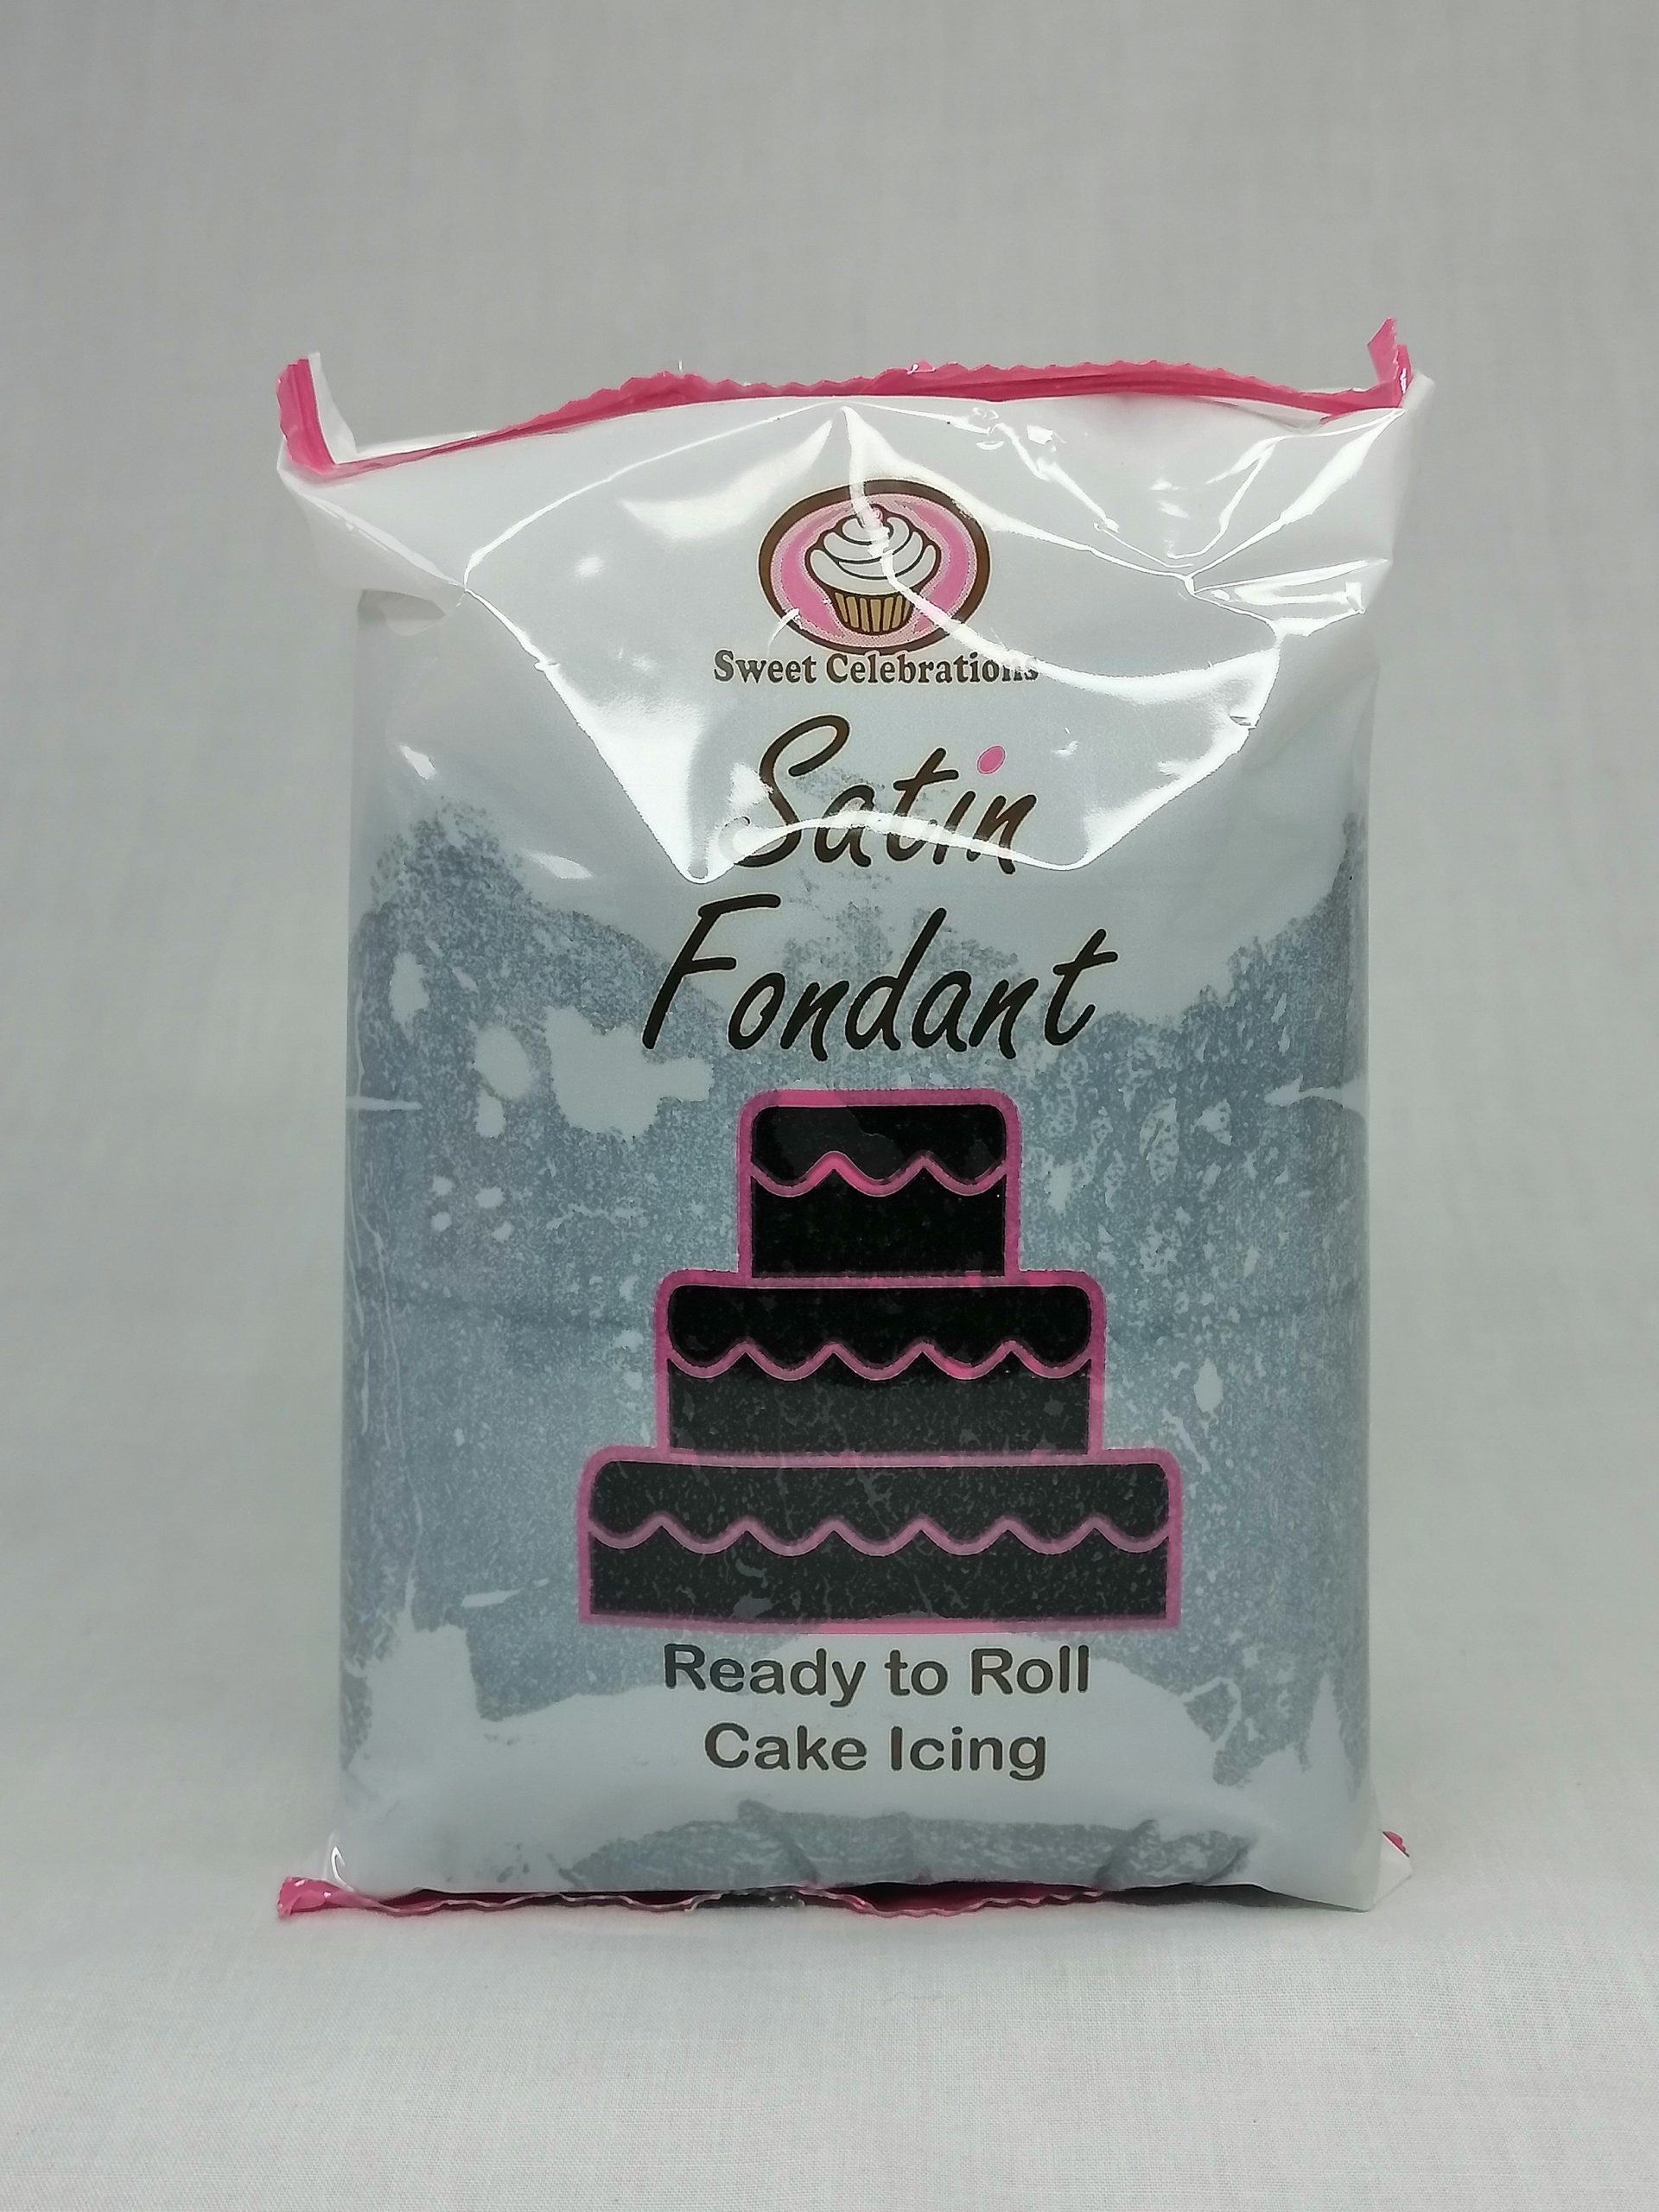 Sweet Celebrations
Satin
Fondant
Ready to Roll
Cake Icing